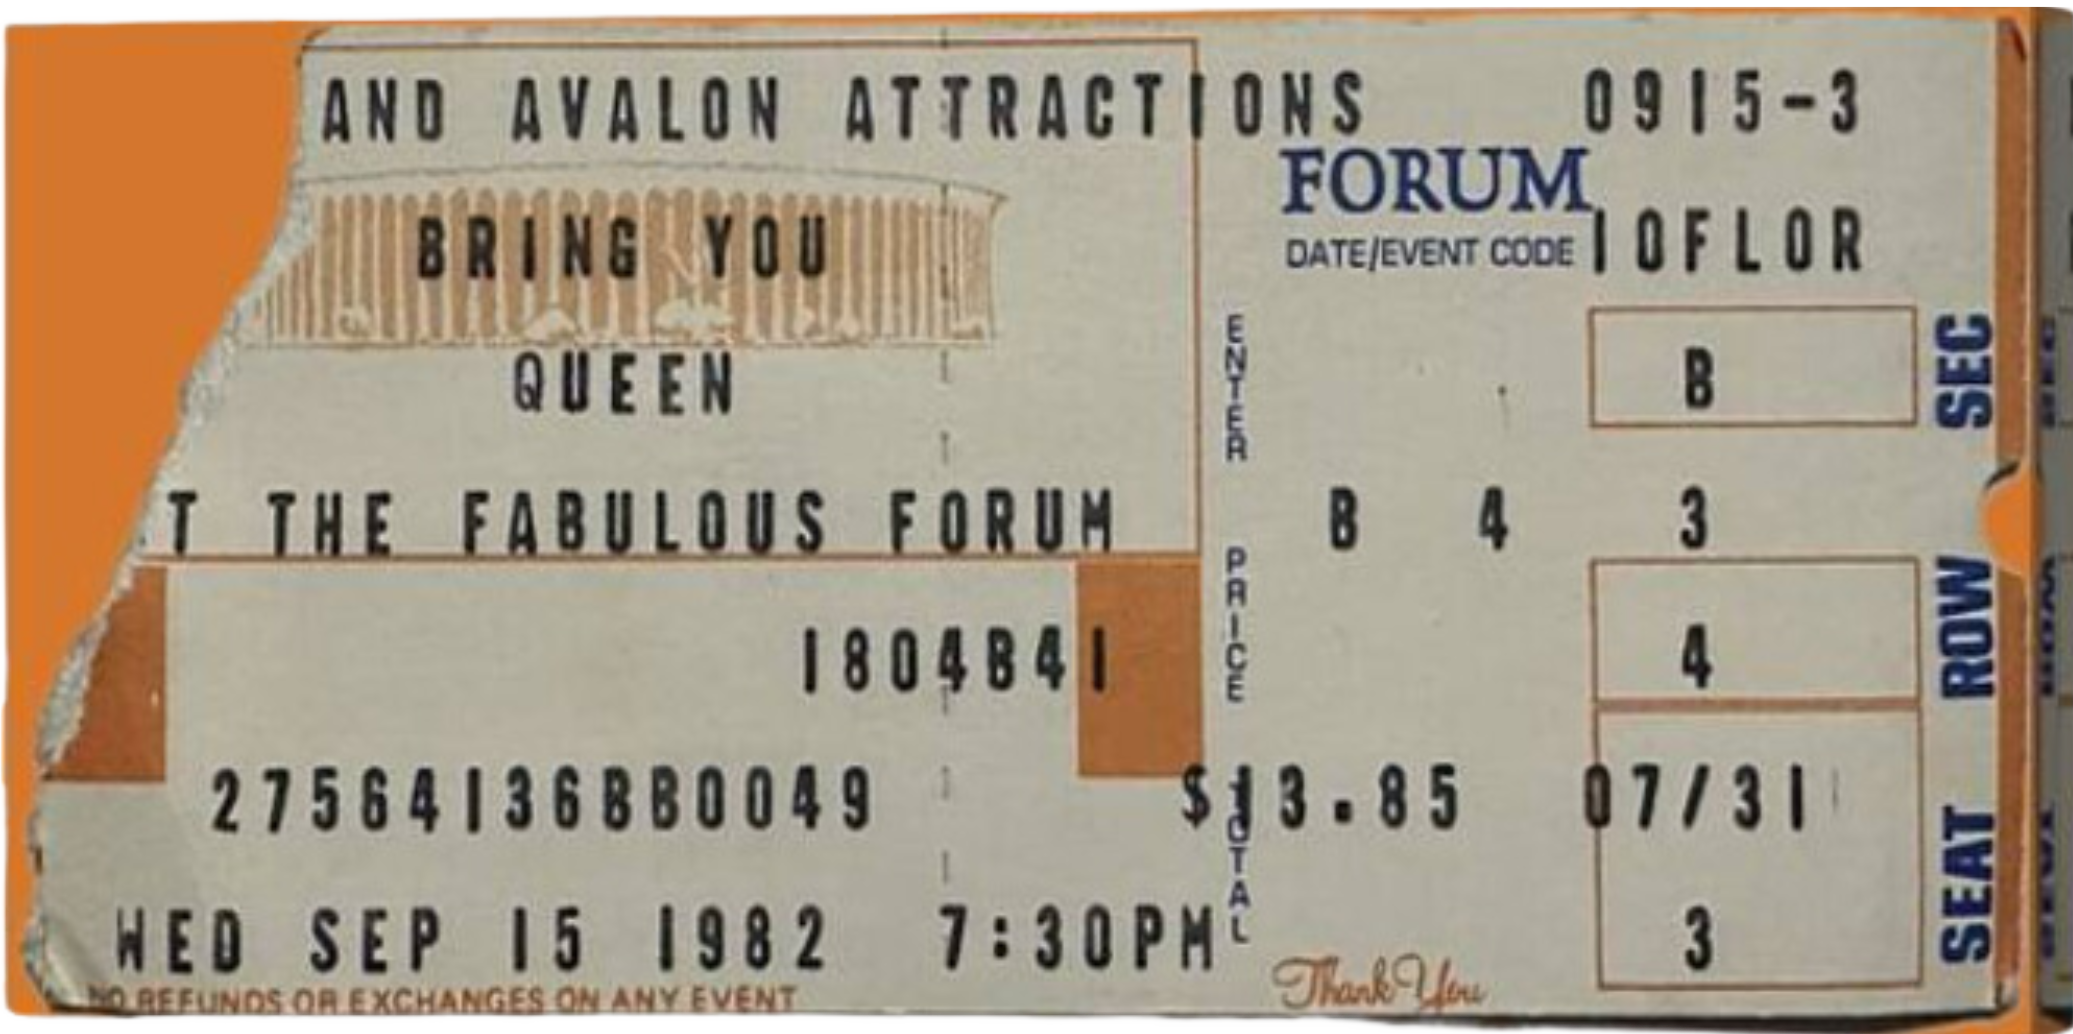 AND AVALON ATTRACTIONS 0915-3
FORUM
BRING YOU
DATE/EVENT CODE 10FLOR
QUEEN
ENTER
B
SEC
T THE FABULOUS FORUM
B 4 3
PRICE
1804B41
4
ROW
27564136BBB0049
$13.85
07/31
TOTAL
SEAT
WED SEP 15 1982 7:30PM
3
NO REFUNDS OR EXCHANGES ON ANY EVENT
Thank You